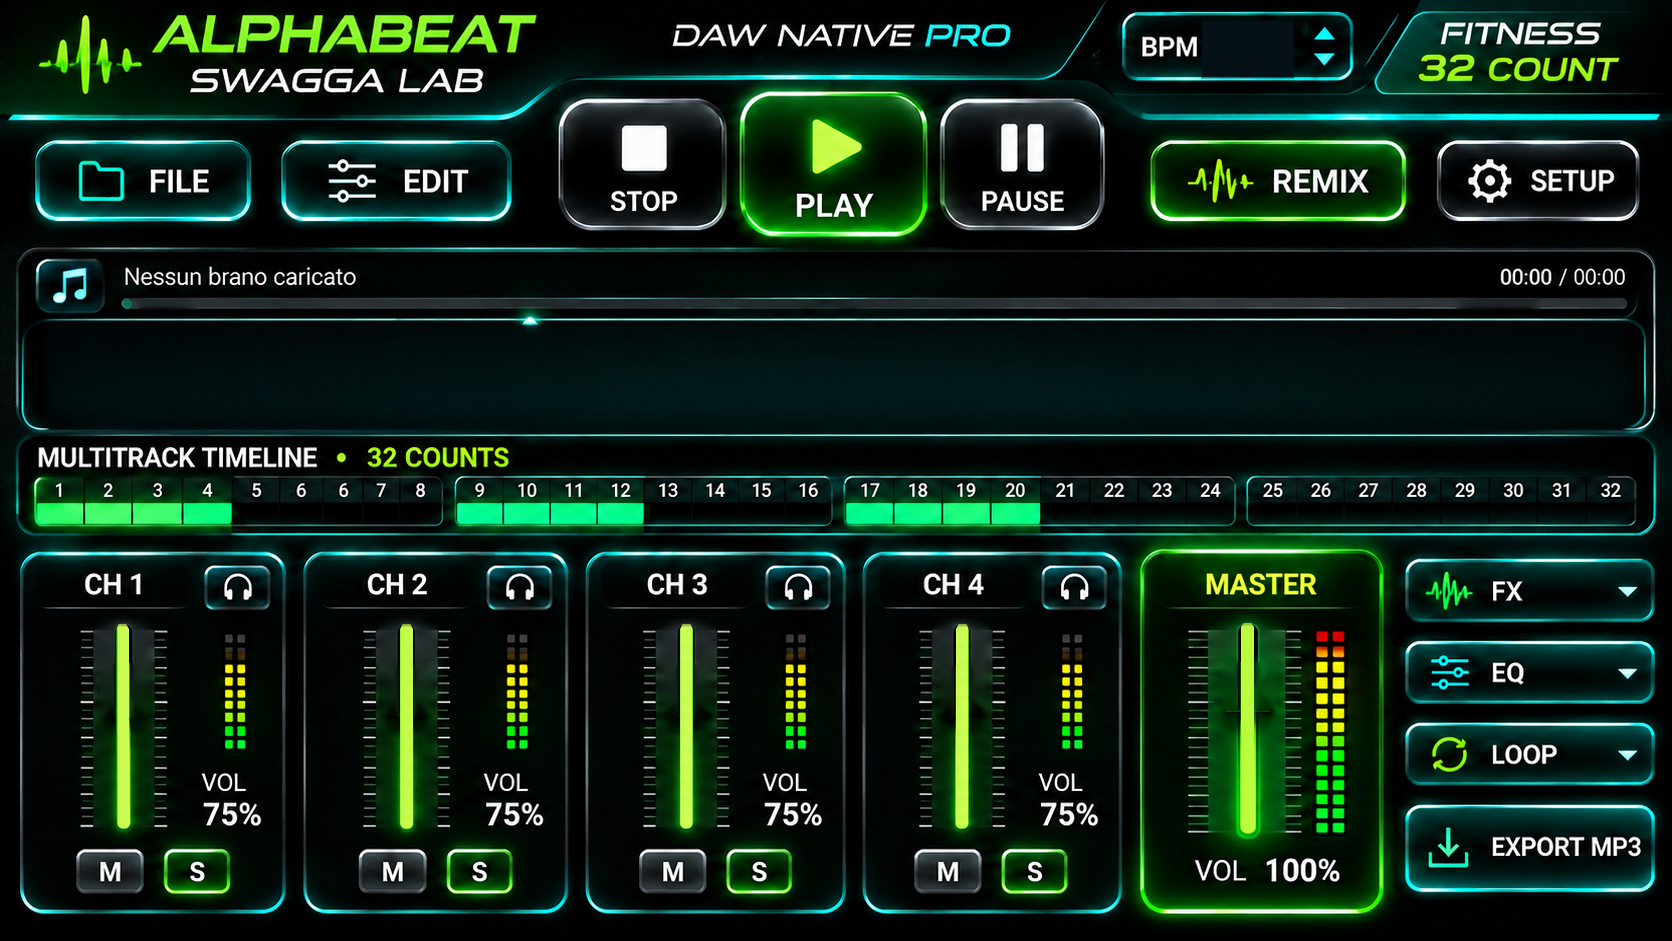 ALPHABEAT
SWAGGA LAB
DAW NATIVE PRO
BPM
FITNESS
32 COUNT
FILE
EDIT
STOP
PLAY
PAUSE
REMIX
SETUP
Nessun brano caricato
00:00 / 00:00
MULTITRACK TIMELINE • 32 COUNTS
1 2 3 4 5 6 6 7 8 9 10 11 12 13 14 15 16 17 18 19 20 21 22 23 24 25 26 27 28 29 30 31 32
CH 1
VOL
75%
M S
CH 2
VOL
75%
M S
CH 3
VOL
75%
M S
CH 4
VOL
75%
M S
MASTER
VOL 100%
FX
EQ
LOOP
EXPORT MP3